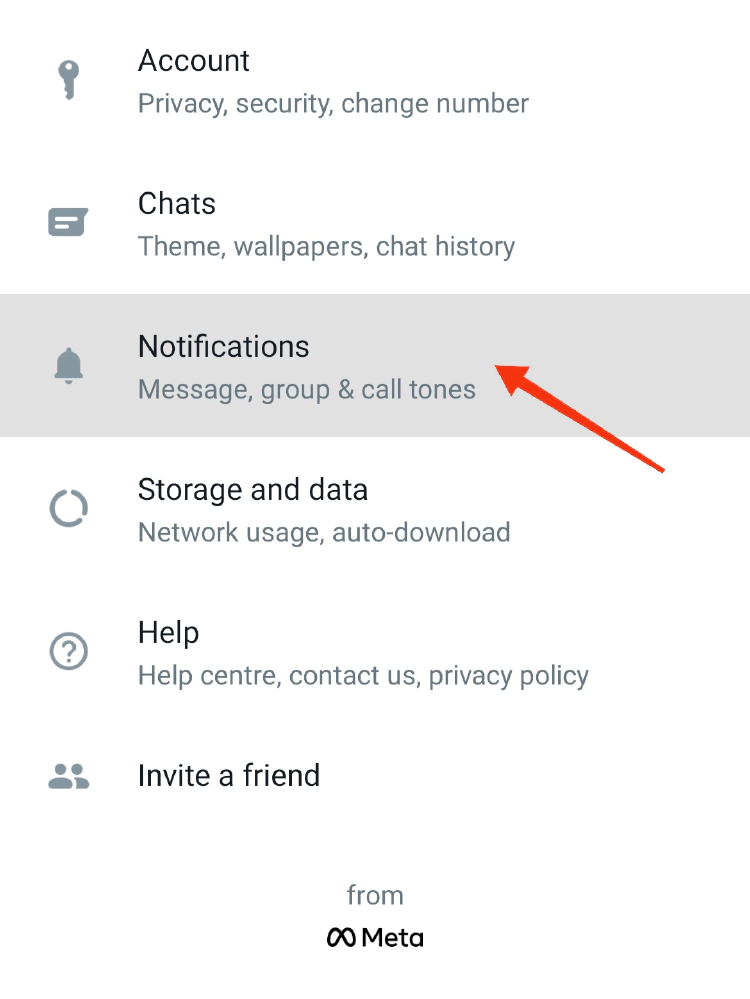 Account
Privacy, security, change number
Chats
Theme, wallpapers, chat history
Notifications
Message, group & call tones
Storage and data
Network usage, auto-download
Help
Help centre, contact us, privacy policy
Invite a friend
from
Meta